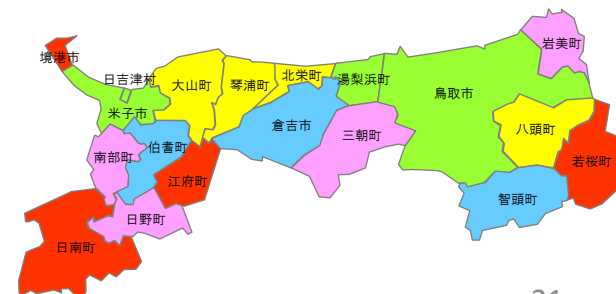 岩美町
境港市
日吉津村
大山町
琴浦町
北栄町
湯梨浜町
鳥取市
米子市
倉吉市
三朝町
八頭町
伯耆町
南部町
江府町
若桜町
智頭町
日野町
日南町